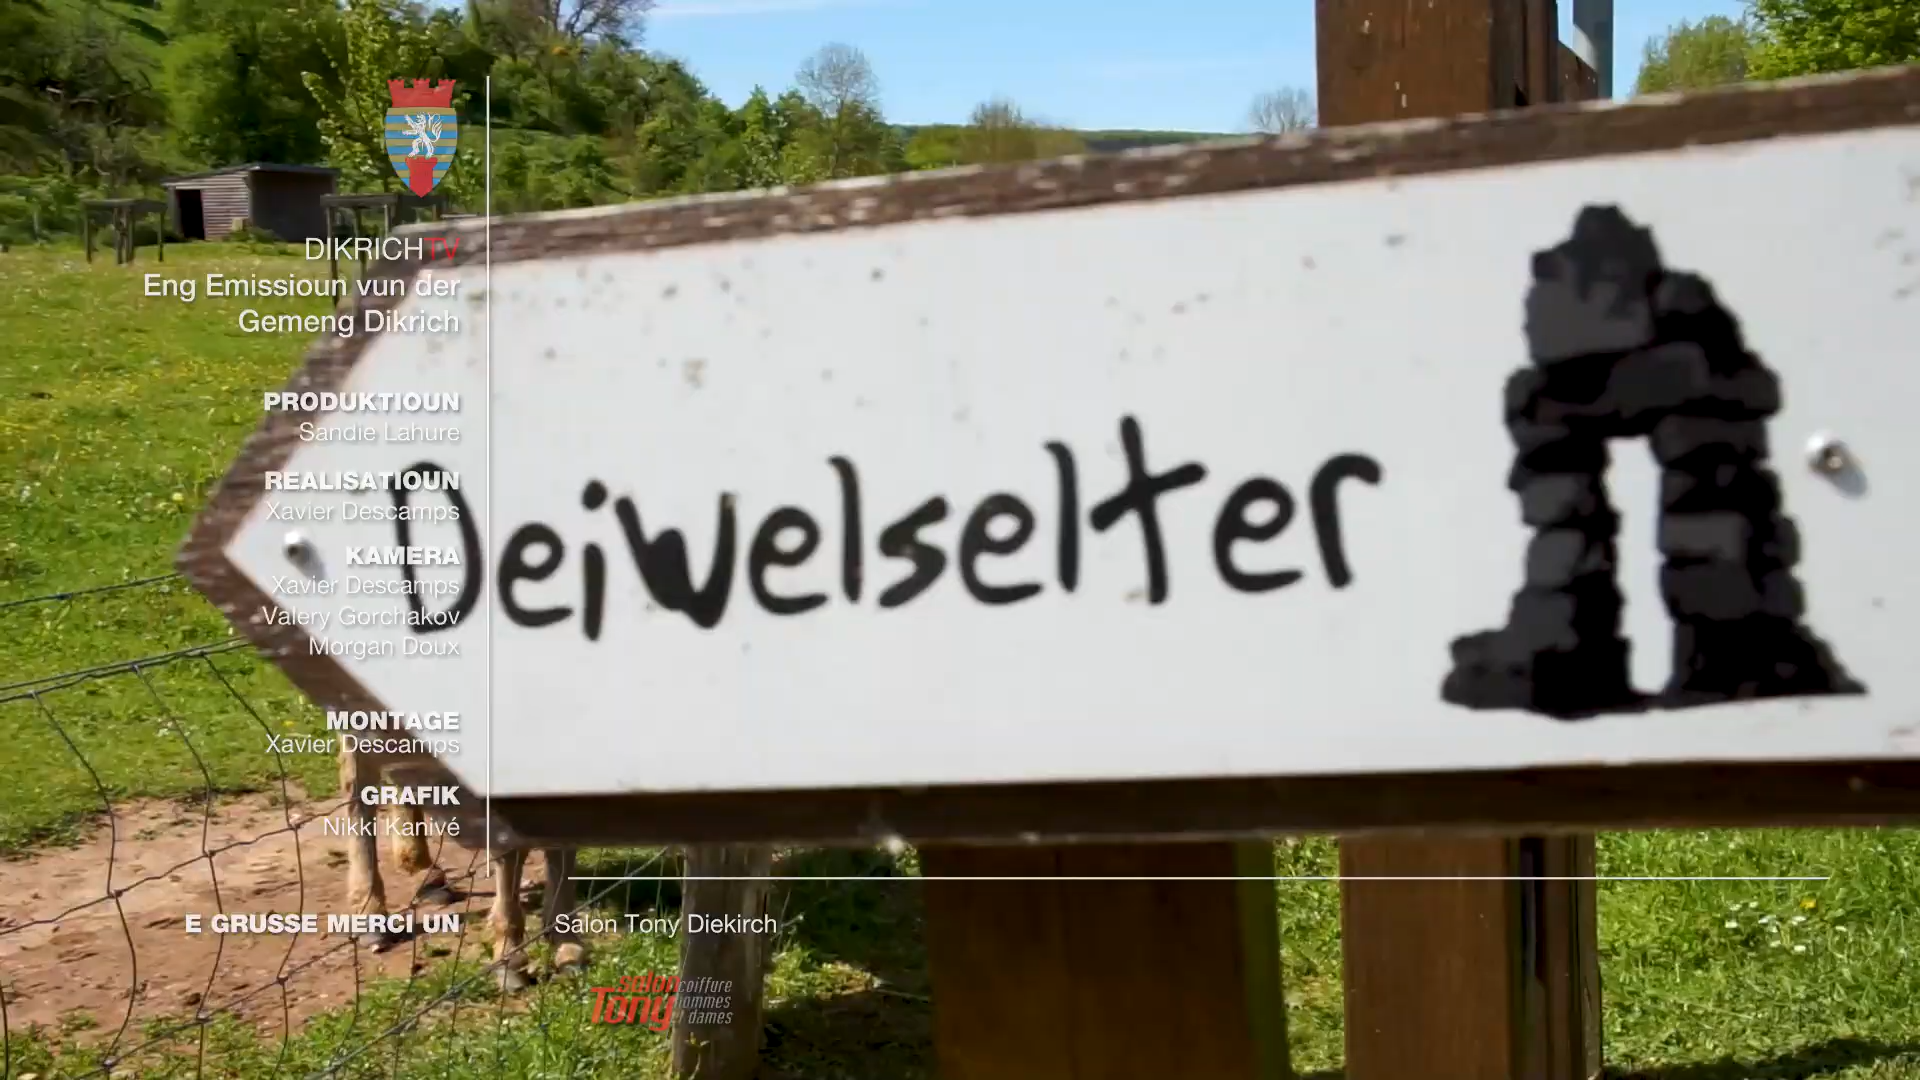 DIKRICHTV
Eng Emissioun vun der
Gemeng Dikrich
PRODUKTIOUN
Sandie Lahure
REALISATIOUN
Xavier Descamps
KAMERA
Xavier Descamps
Valery Gorchakov
Morgan Doux
MONTAGE
Xavier Descamps
GRAFIK
Nikki Kanivé
Deiwelselter
E GRUSSE MERCI UN
Salon Tony Diekirch
salon
Tony
coiffure
hommes
et dames